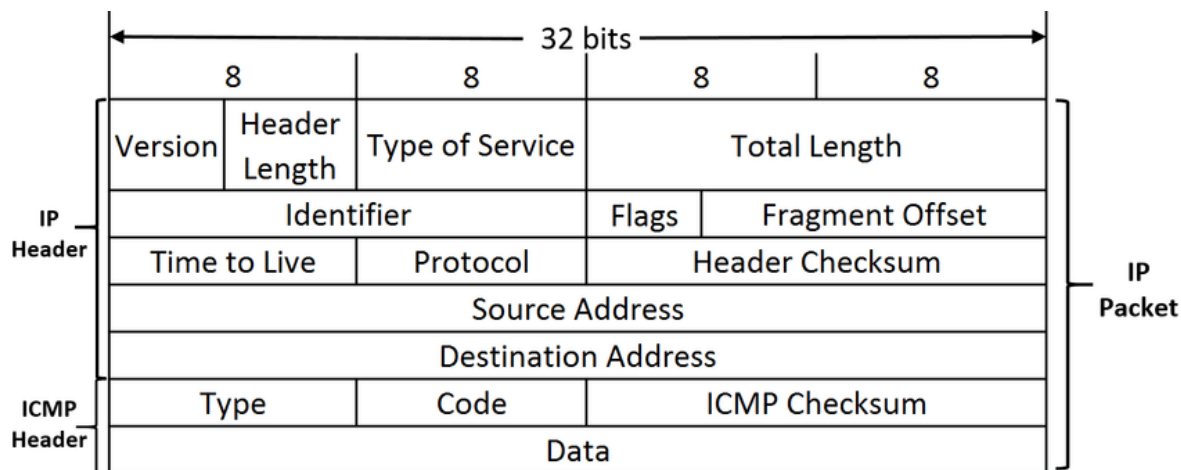 32 bits
8 8 8 8
Version Header Length Type of Service Total Length
Identifier Flags Fragment Offset
Time to Live Protocol Header Checksum
Source Address
Destination Address
Type Code ICMP Checksum
Data
IP
Header
ICMP
Header
IP
Packet